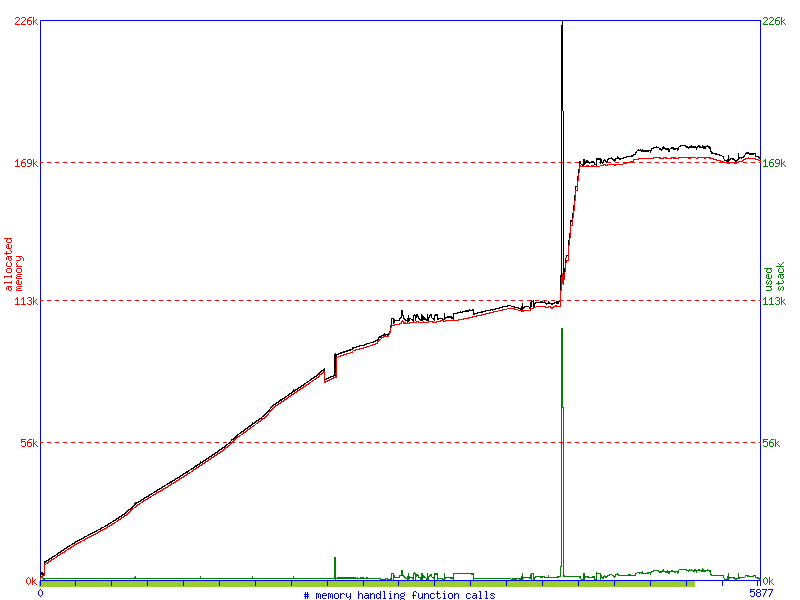 226k
226k
169k
169k
allocated
memory
used
stack
113k
113k
56k
56k
0k
0k
0
# memory handling function calls
5877